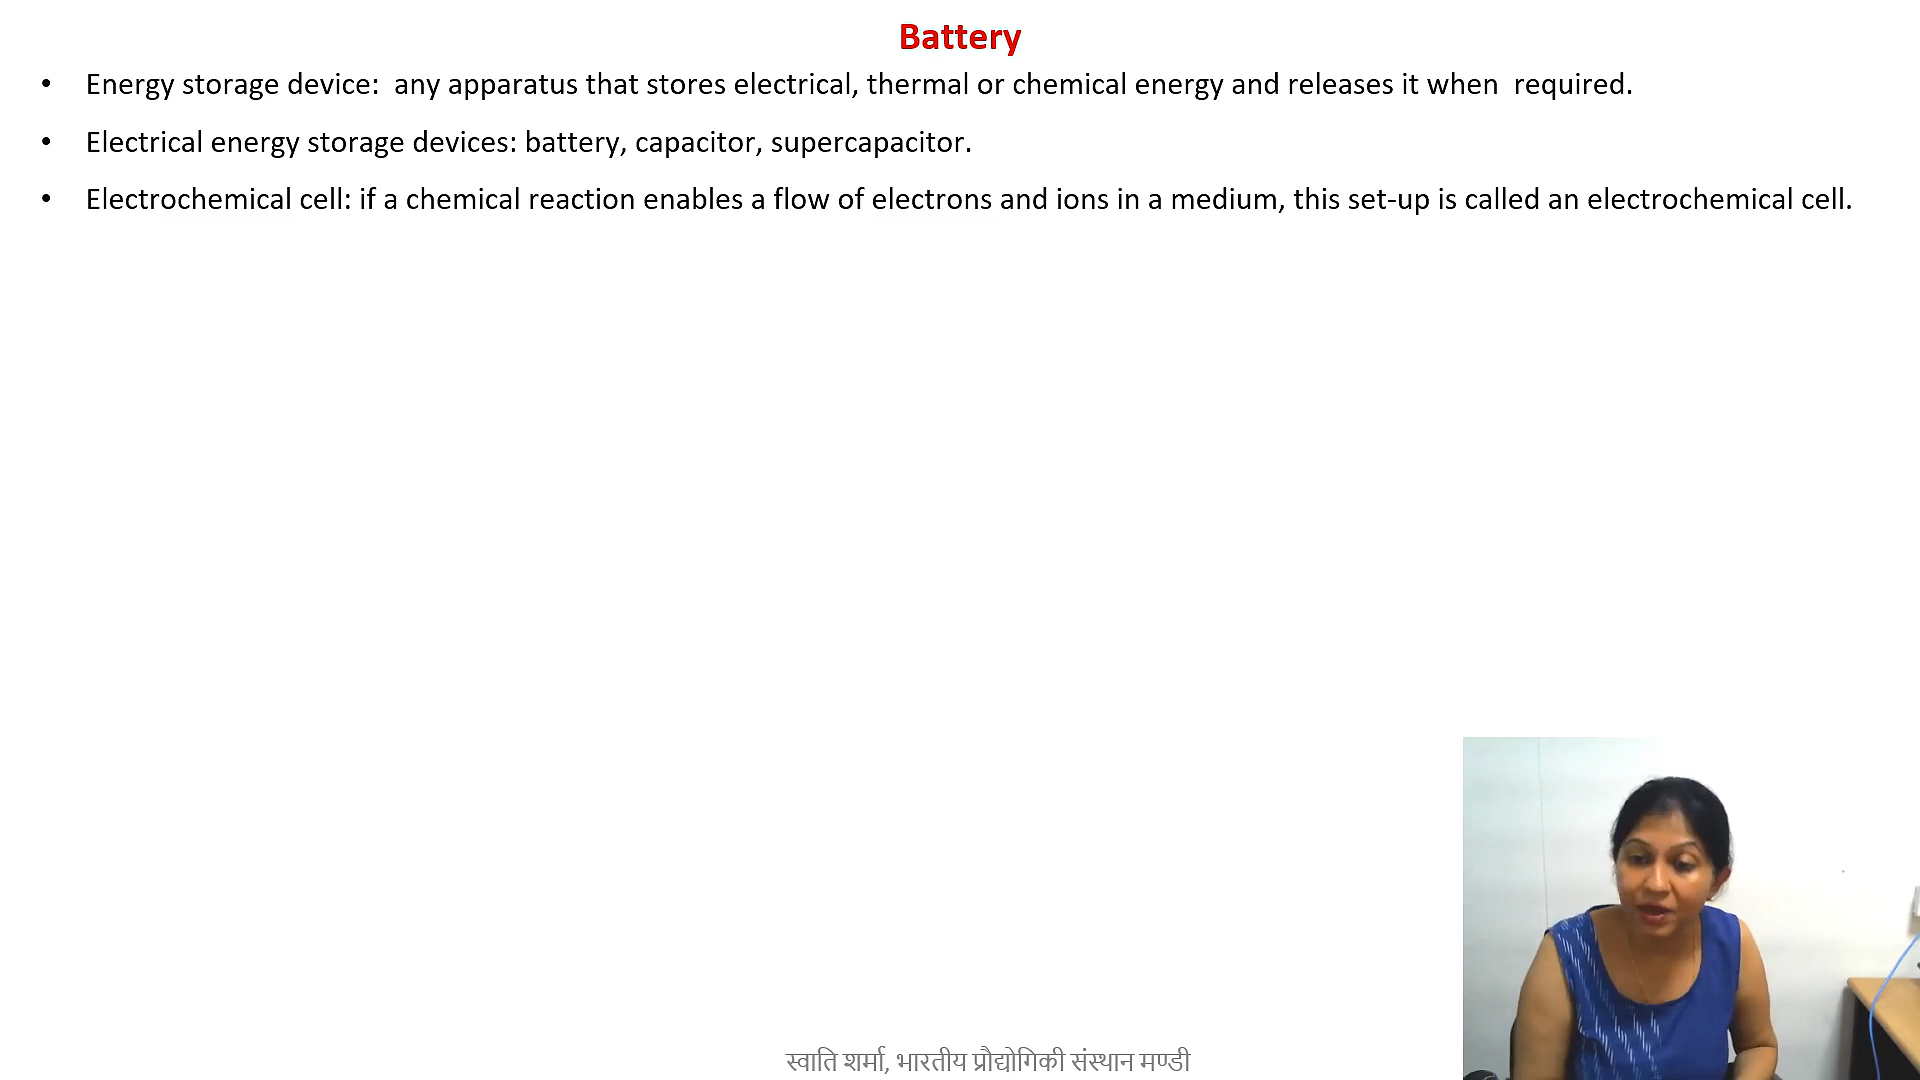 Battery
• Energy storage device:  any apparatus that stores electrical, thermal or chemical energy and releases it when  required.
• Electrical energy storage devices: battery, capacitor, supercapacitor.
• Electrochemical cell: if a chemical reaction enables a flow of electrons and ions in a medium, this set-up is called an electrochemical cell.
स्वाति शर्मा, भारतीय प्रौद्योगिकी संस्थान मण्डी